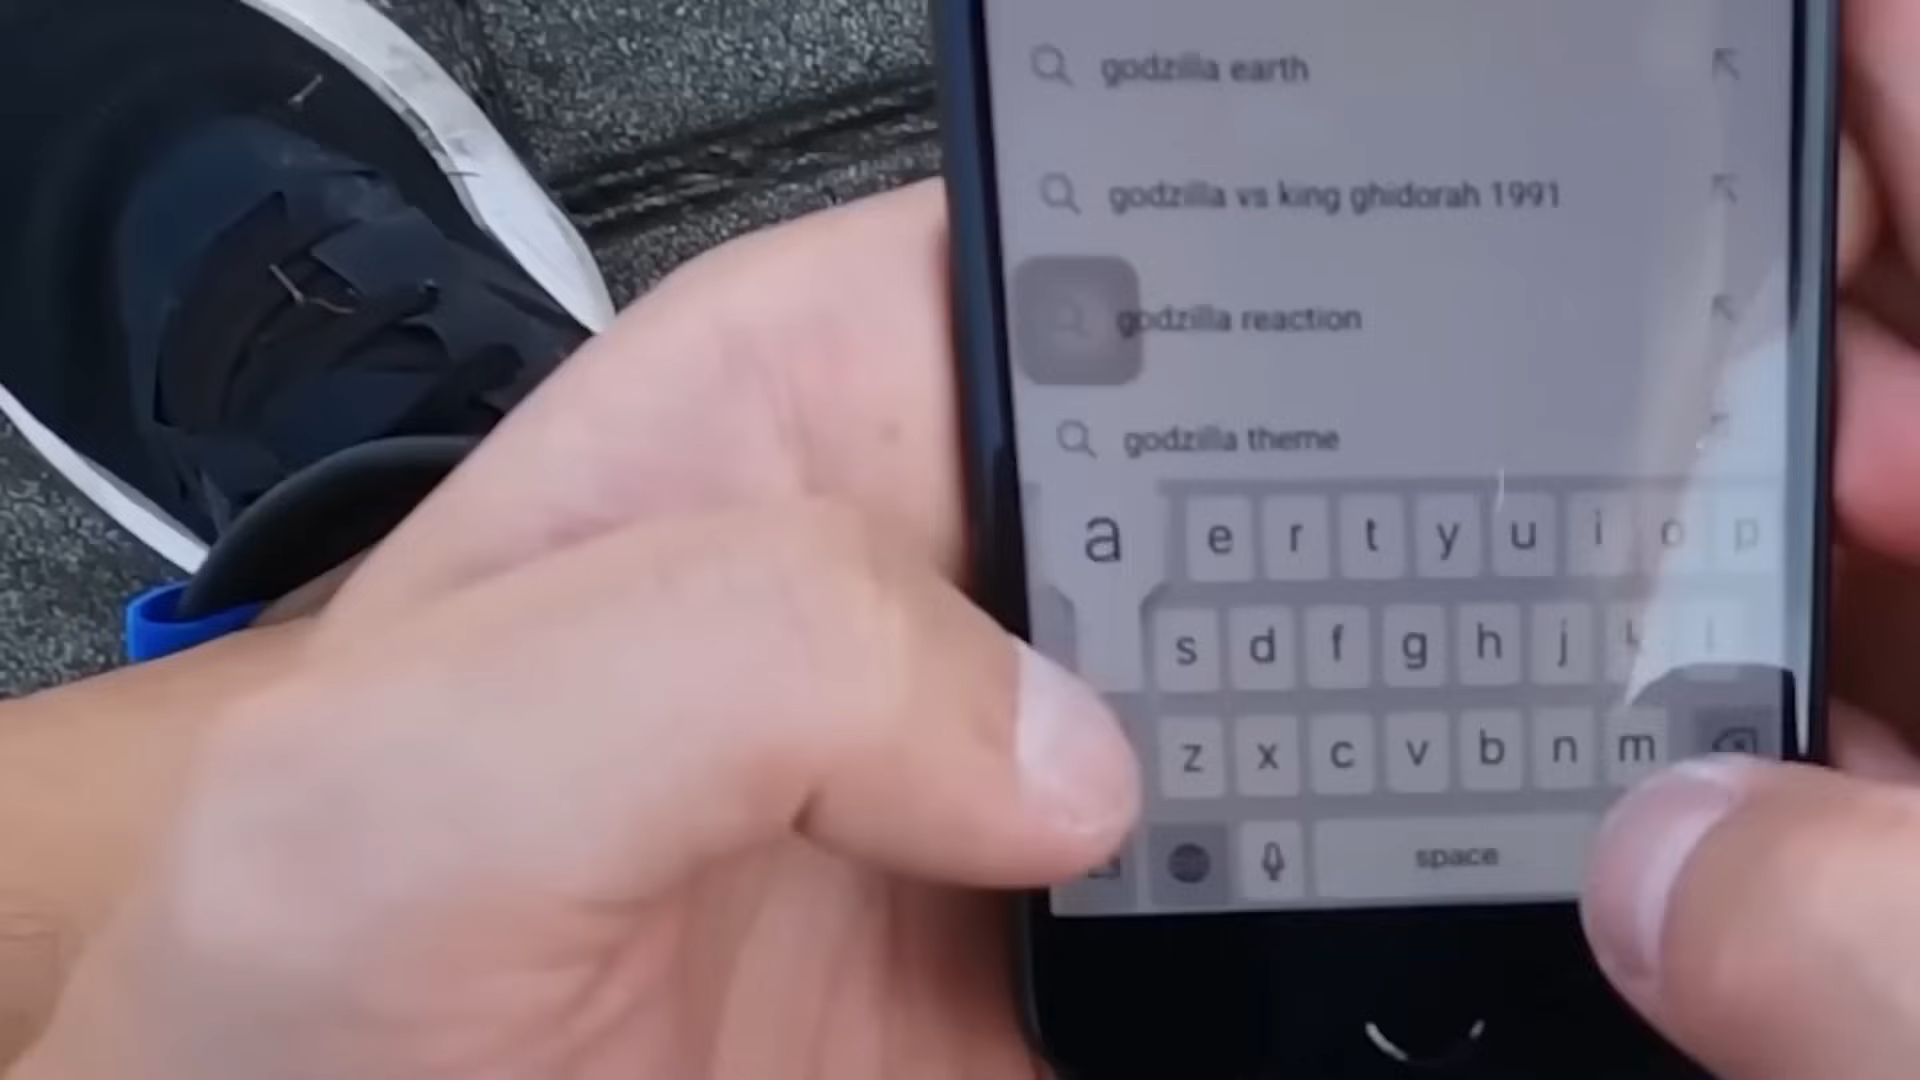 godzilla earth
godzilla vs king ghidorah 1991
godzilla reaction
godzilla theme
a e r t y u i o p
s d f g h j k l
z x c v b n m
space